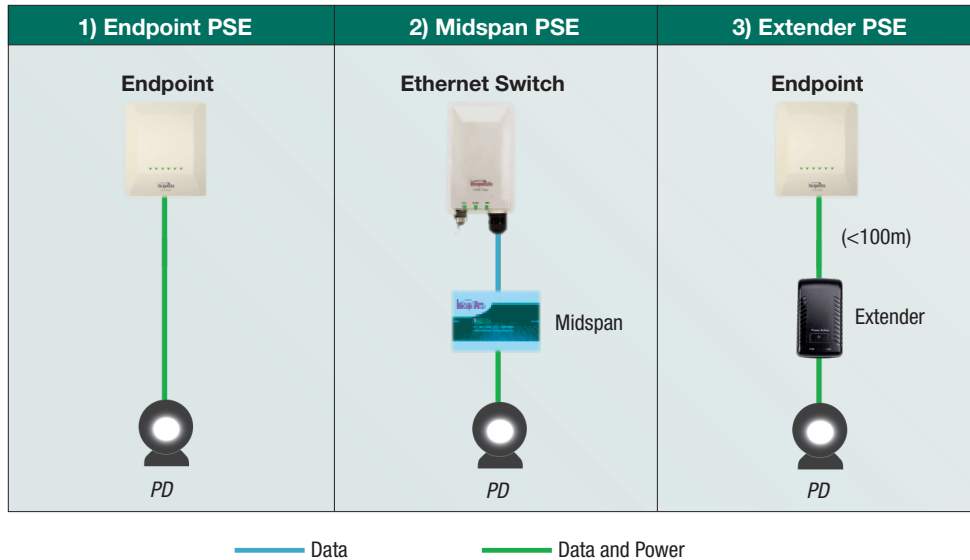 1) Endpoint PSE
2) Midspan PSE
3) Extender PSE
Endpoint
Ethernet Switch
Endpoint
(<100m)
Midspan
Extender
PD
PD
PD
Data
Data and Power